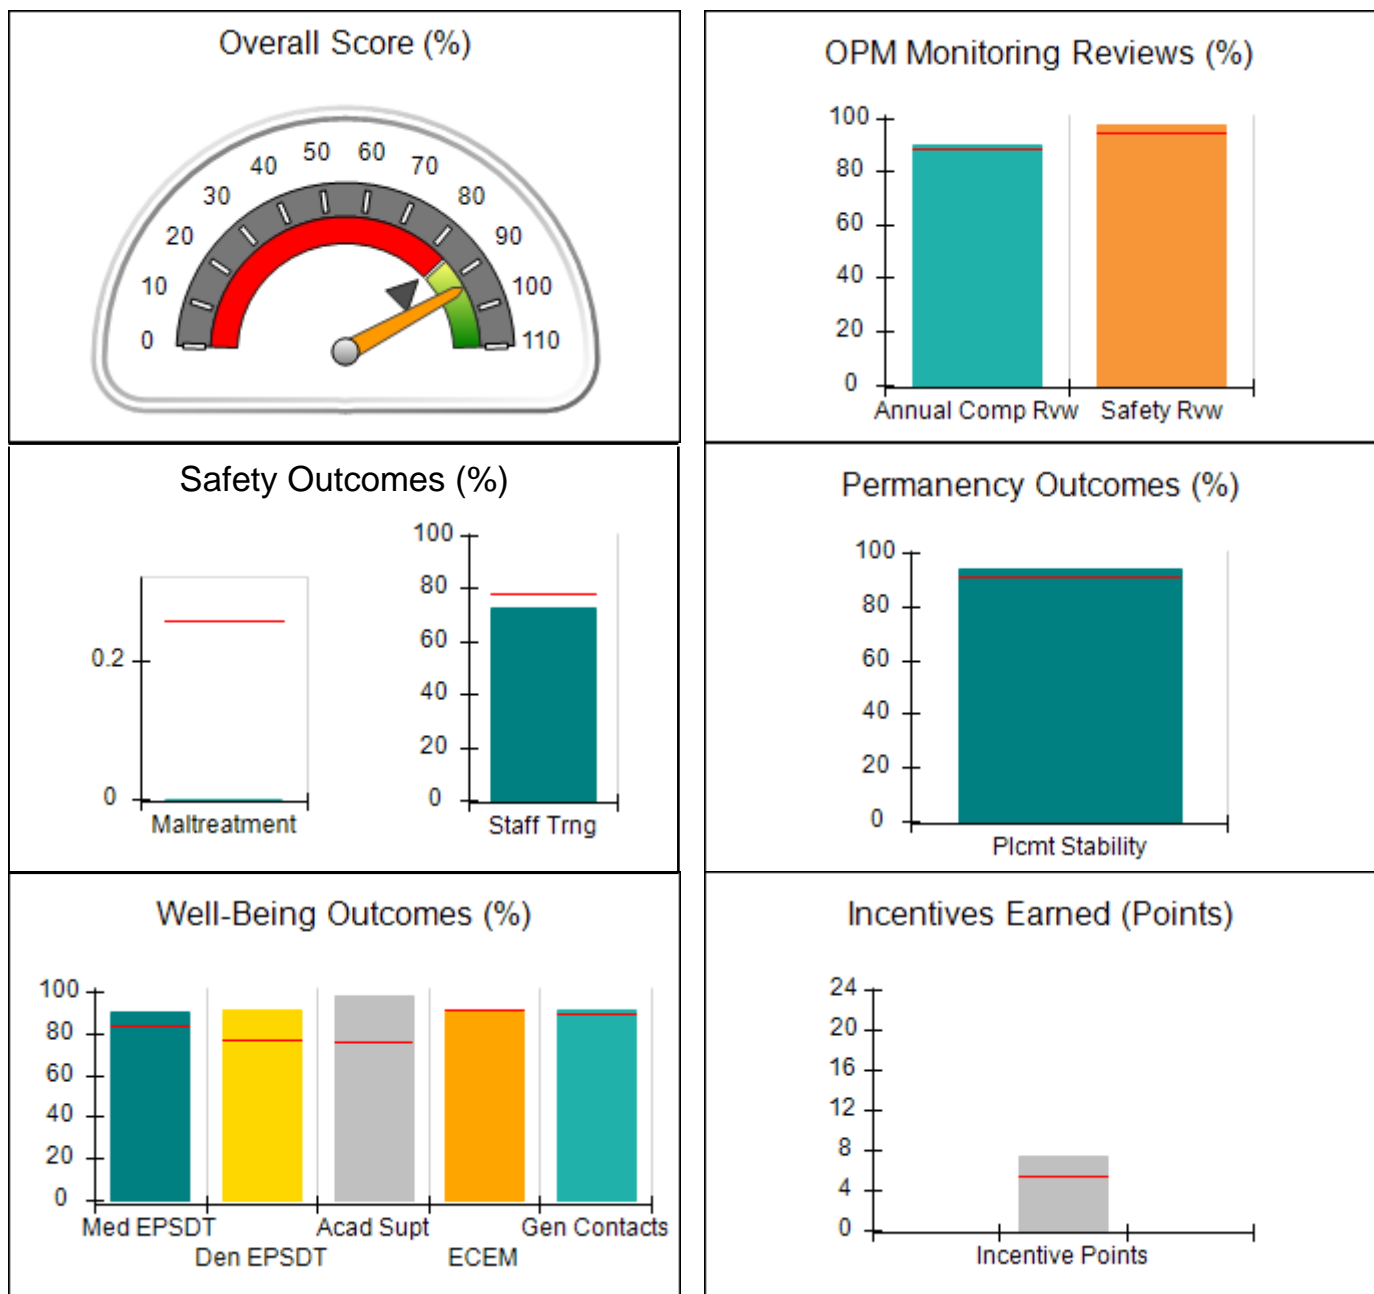 Overall Score (%)
0
10
20
30
40
50
60
70
80
90
100
110
OPM Monitoring Reviews (%)
100
80
60
40
20
0
Annual Comp Rvw
Safety Rvw
Safety Outcomes (%)
0.2
0
Maltreatment
100
80
60
40
20
0
Staff Trng
Permanency Outcomes (%)
100
80
60
40
20
0
Plcmt Stability
Well-Being Outcomes (%)
100
80
60
40
20
0
Med EPSDT
Den EPSDT
Acad Supt
ECEM
Gen Contacts
Incentives Earned (Points)
24
20
16
12
8
4
0
Incentive Points